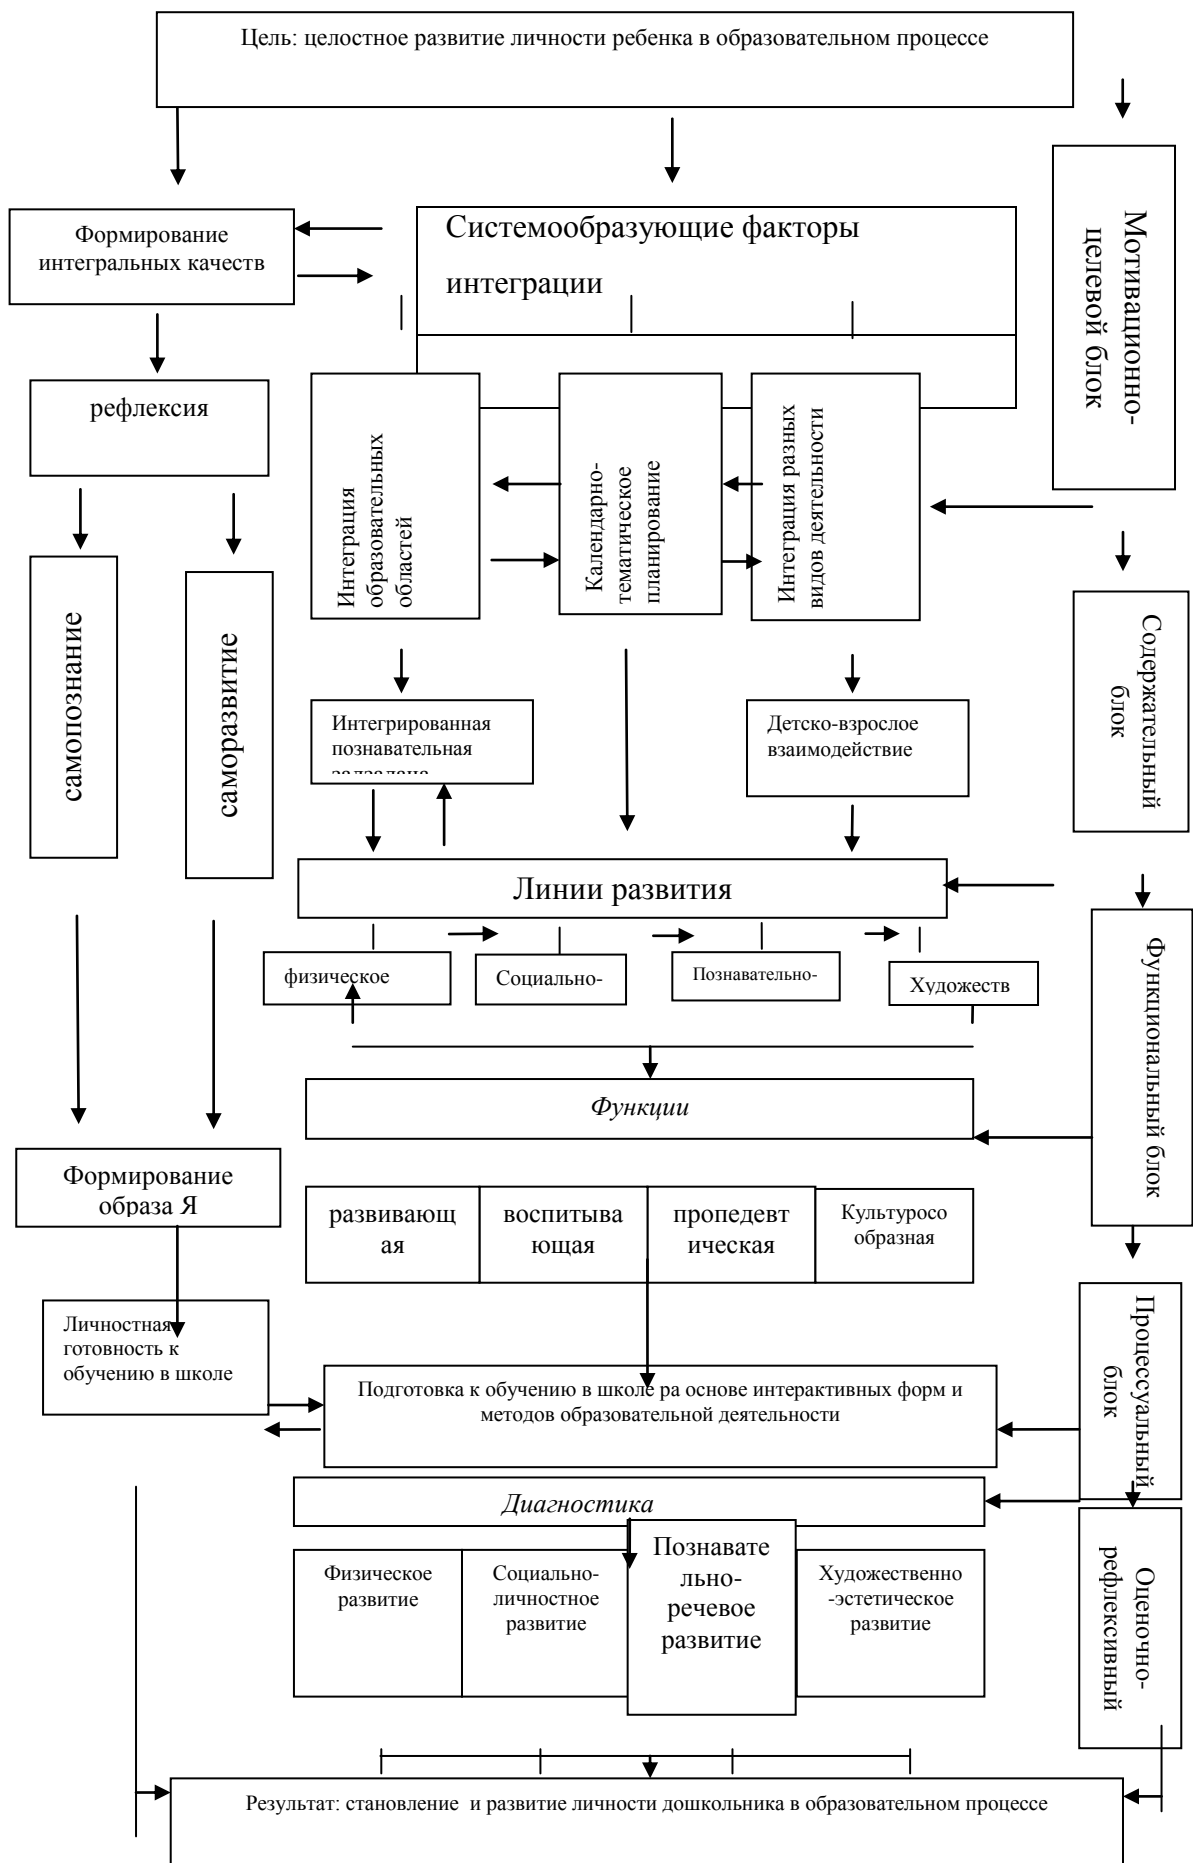 Цель: целостное развитие личности ребенка в образовательном процессе
Мотивационно-
целевой блок
Формирование
интегральных качеств
Системообразующие факторы
интеграции
рефлексия
Интеграция
образовательных
областей
Календарно-
тематическое
планирование
Интеграция разных
видов деятельности
самопознание
саморазвитие
Содержательный
блок
Интегрированная
познавательная
Детско-взрослое
взаимодействие
Линии развития
Функциональный блок
физическое
Социально-
Познавательно-
Художеств
Функции
Формирование
образа Я
развивающ
ая
воспитыва
ющая
пропедевт
ическая
Культуросо
образная
Личностная
готовность к
обучению в школе
Процессуальный
блок
Подготовка к обучению в школе ра основе интерактивных форм и
методов образовательной деятельности
Диагностика
Оценочно-
рефлексивный
Физическое
развитие
Социально-
личностное
развитие
Познавате
льно-
речевое
развитие
Художественно
-эстетическое
развитие
Результат: становление и развитие личности дошкольника в образовательном процессе